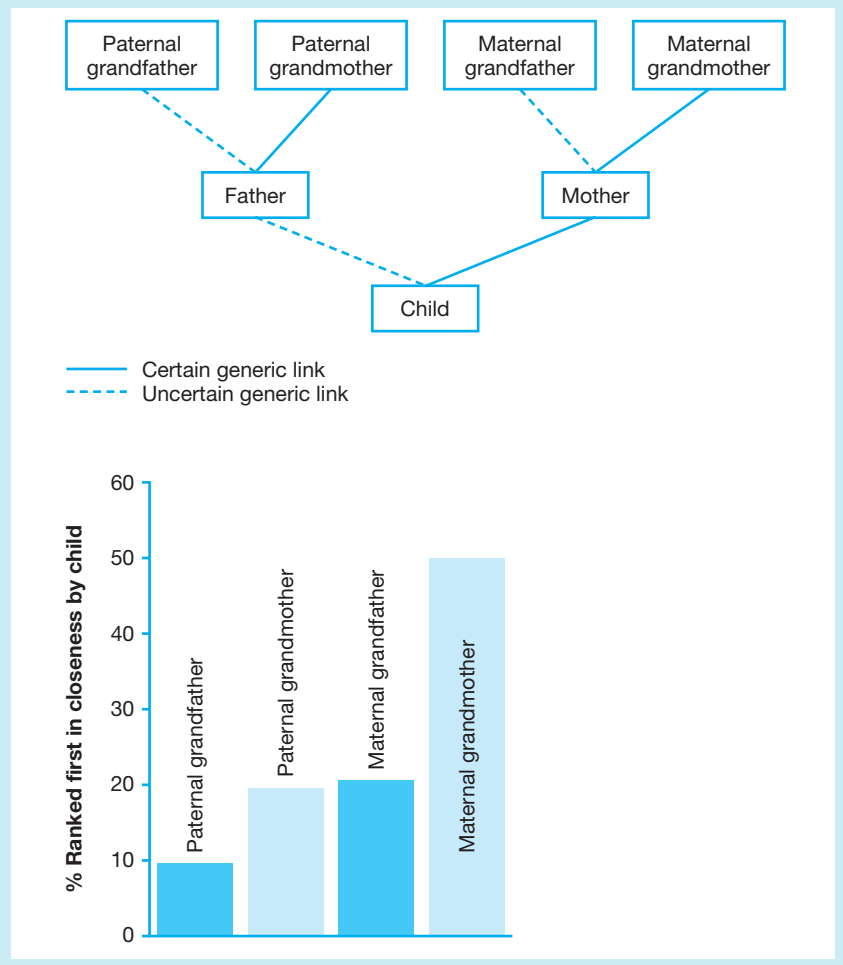 Paternal
grandfather
Paternal
grandmother
Maternal
grandfather
Maternal
grandmother
Father
Mother
Child
Certain generic link
Uncertain generic link
% Ranked first in closeness by child
60
50
40
30
20
10
0
Paternal grandfather
Paternal grandmother
Maternal grandfather
Maternal grandmother